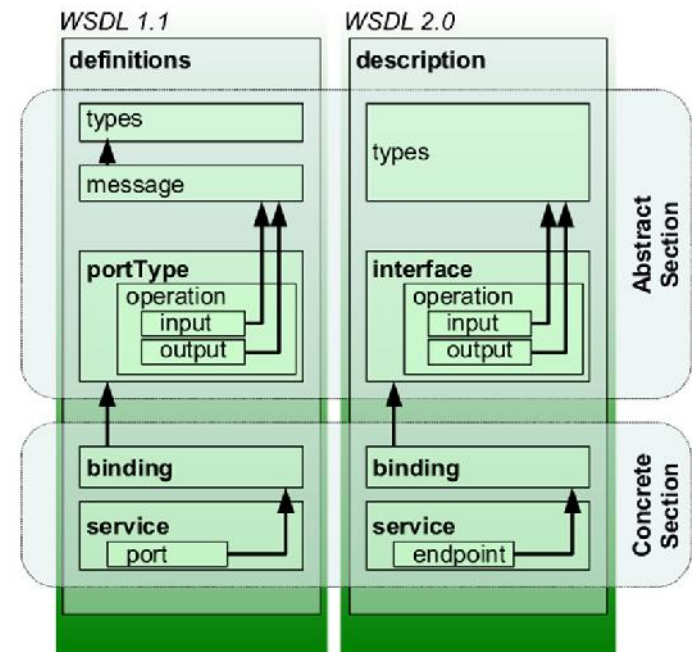 WSDL 1.1
definitions
types
message
portType
operation
input
output
binding
service
port
WSDL 2.0
description
types
interface
operation
input
output
binding
service
endpoint
Abstract
Section
Concrete
Section